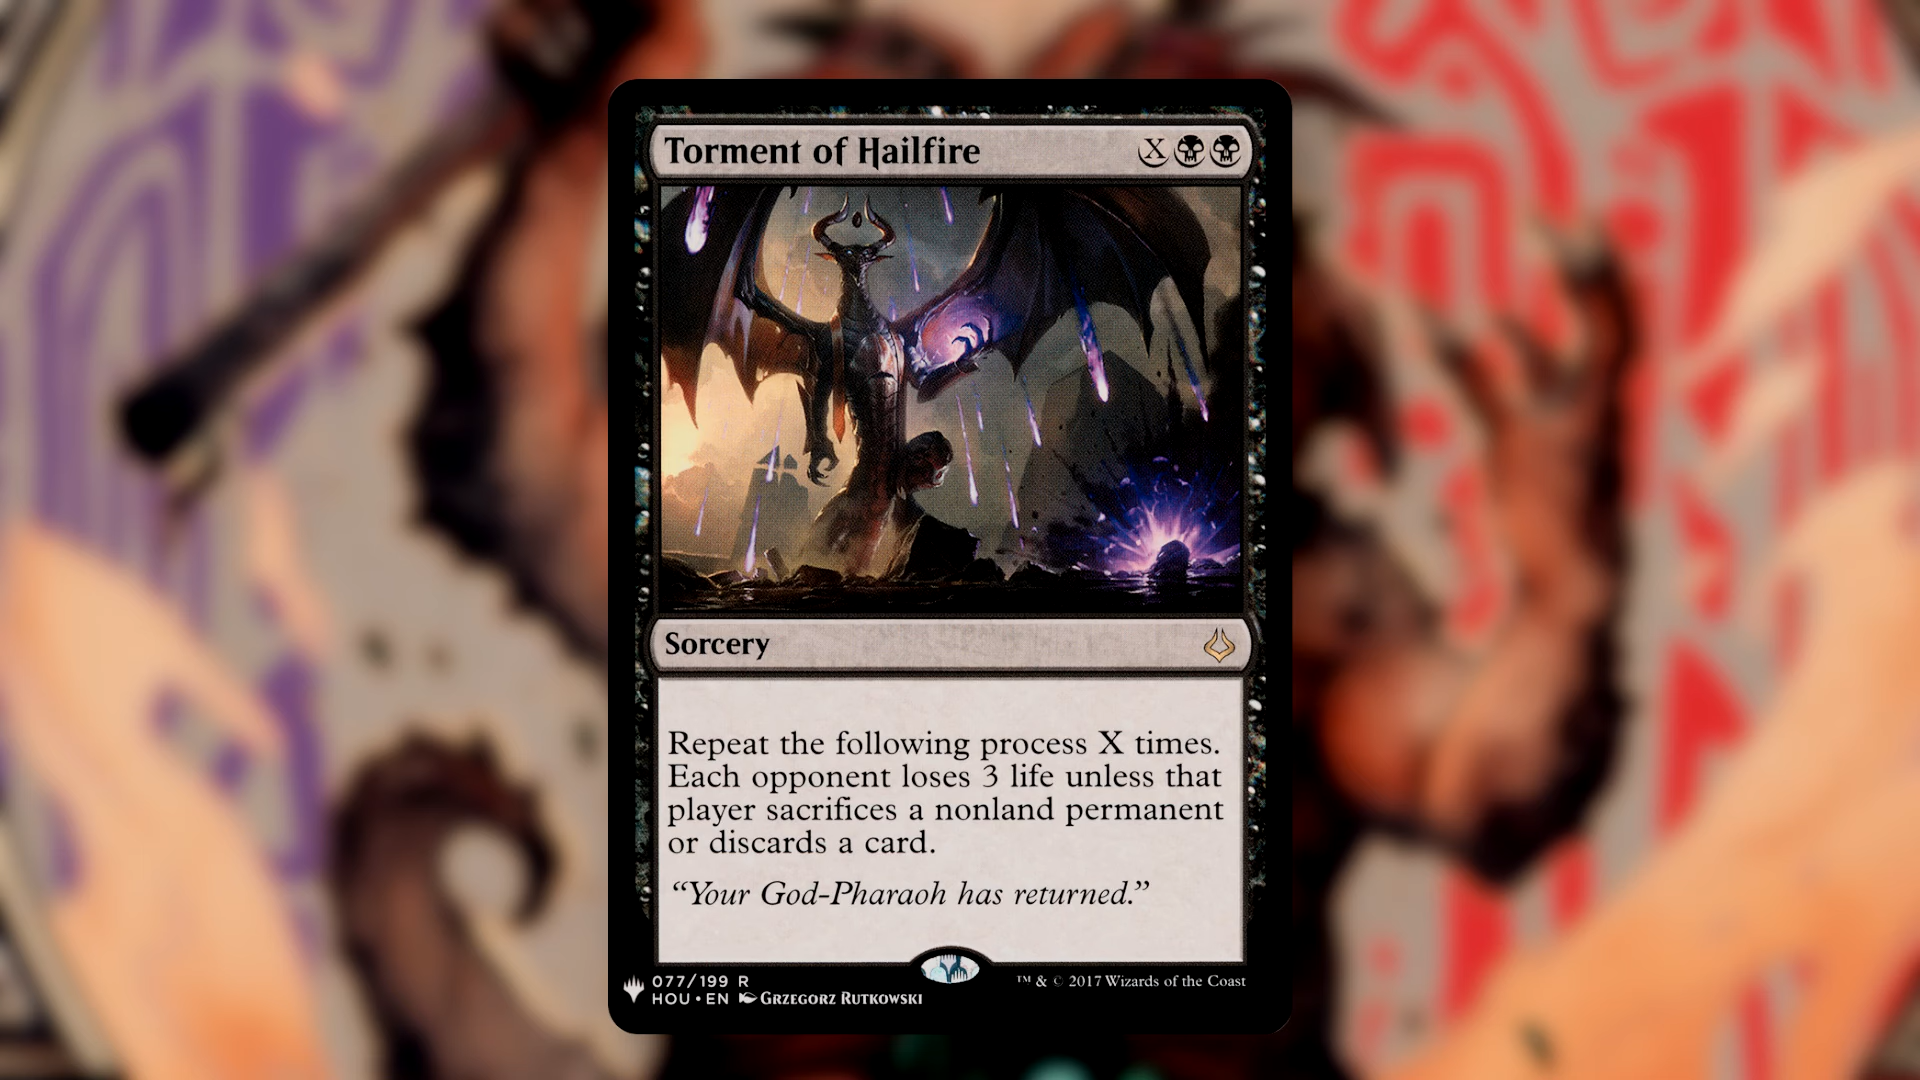 Torment of Hailfire X
Sorcery
Repeat the following process X times.
Each opponent loses 3 life unless that
player sacrifices a nonland permanent
or discards a card.
“Your God-Pharaoh has returned.”
077/199 R
™ & © 2017 Wizards of the Coast
HOU • EN Grzegorz Rutkowski